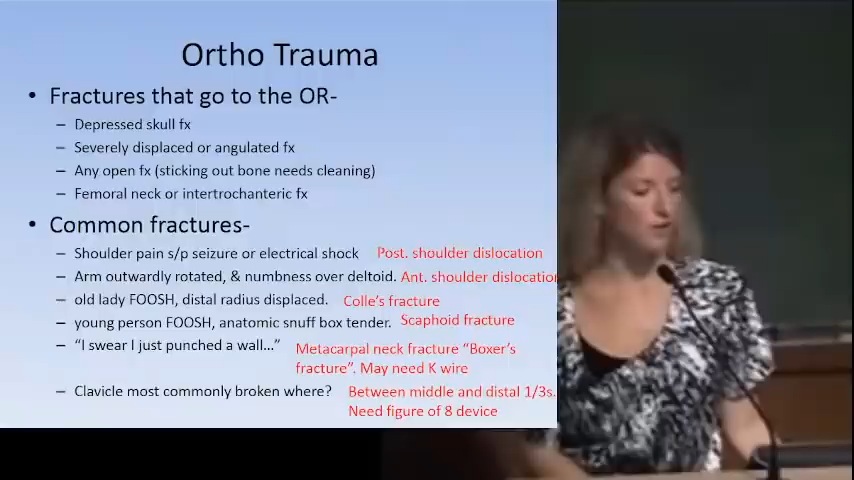 Ortho Trauma
• Fractures that go to the OR-
– Depressed skull fx
– Severely displaced or angulated fx
– Any open fx (sticking out bone needs cleaning)
– Femoral neck or intertrochanteric fx
• Common fractures-
– Shoulder pain s/p seizure or electrical shock Post. shoulder dislocation
– Arm outwardly rotated, & numbness over deltoid. Ant. shoulder dislocation
– old lady FOOSH, distal radius displaced. Colle's fracture
– young person FOOSH, anatomic snuff box tender. Scaphoid fracture
– "I swear I just punched a wall…" Metacarpal neck fracture "Boxer's
fracture". May need K wire
– Clavicle most commonly broken where? Between middle and distal 1/3s.
Need figure of 8 device